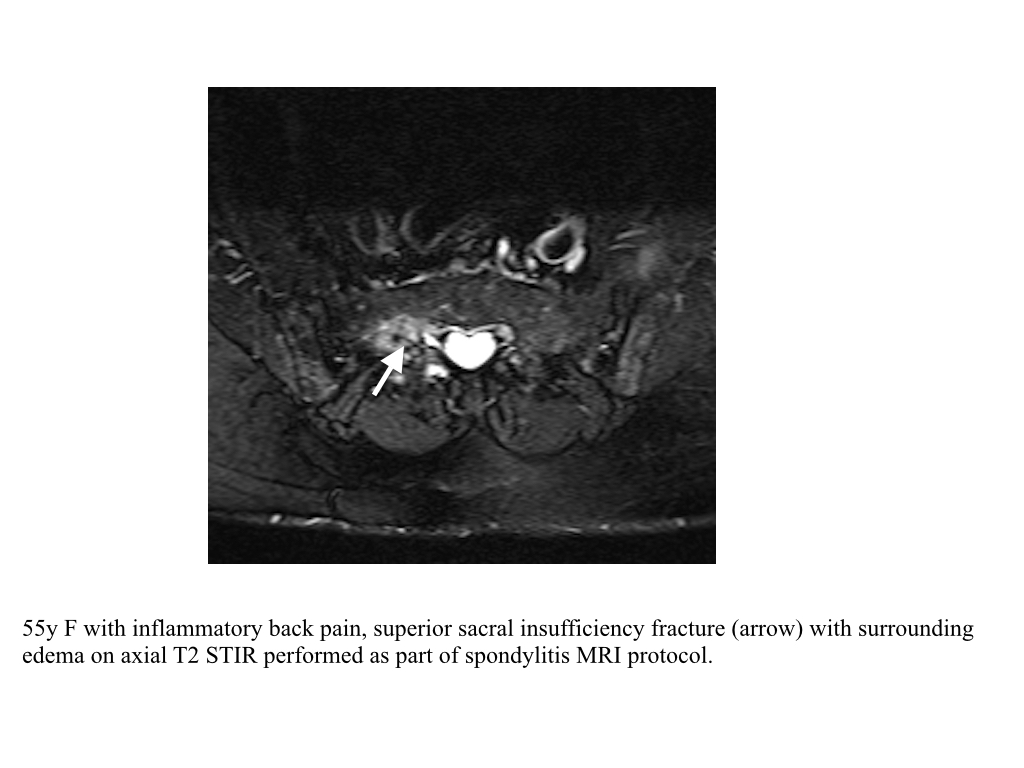 55y F with inflammatory back pain, superior sacral insufficiency fracture (arrow) with surrounding
edema on axial T2 STIR performed as part of spondylitis MRI protocol.